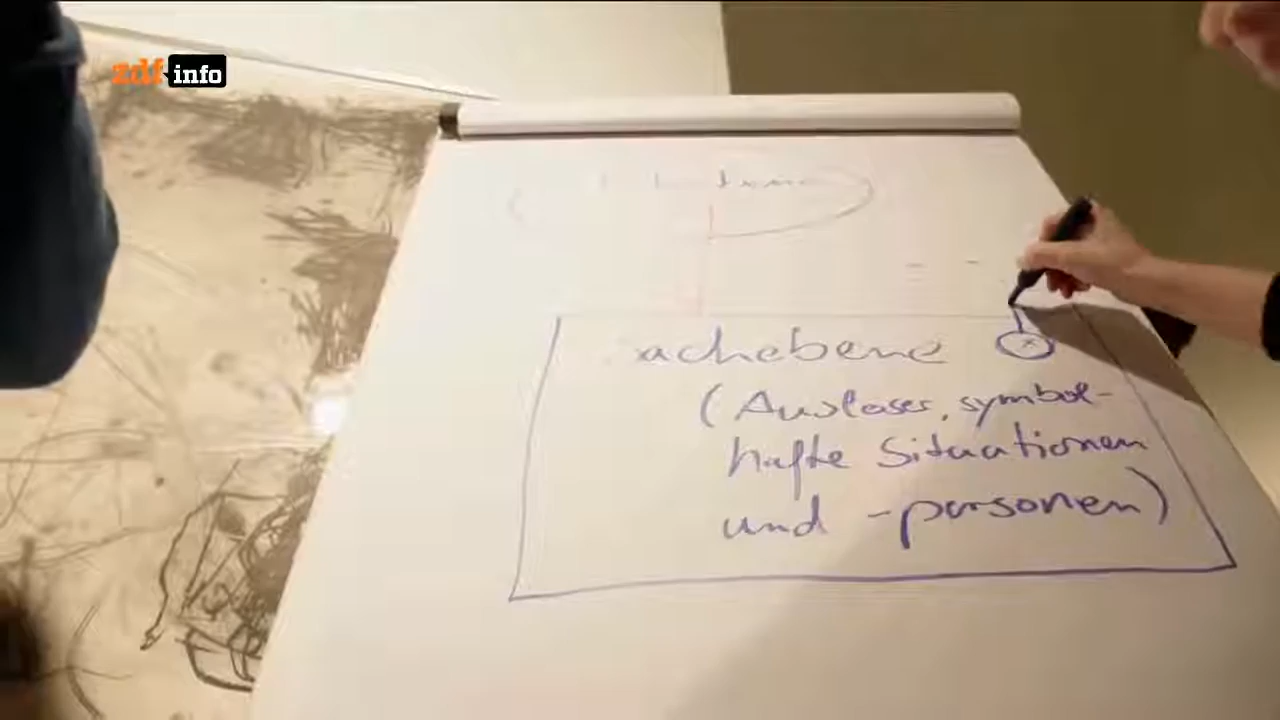 zdf info
achebene
(Auslöser, symbol-
hafte Situationen
und -personen)